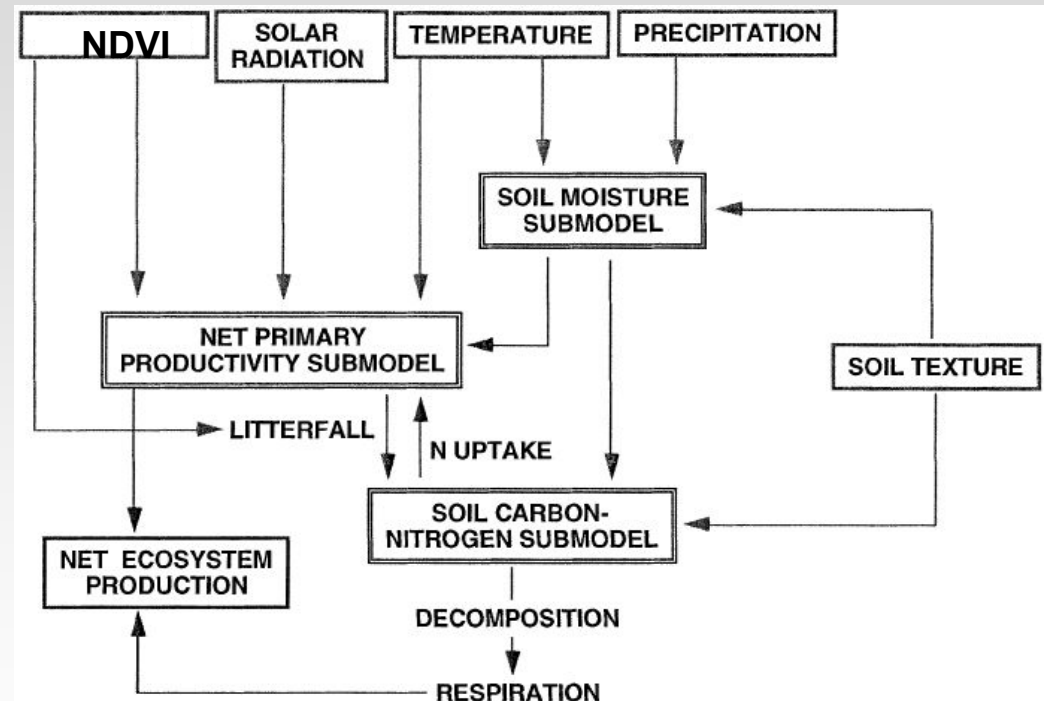 NDVI
SOLAR
RADIATION
TEMPERATURE
PRECIPITATION
SOIL MOISTURE
SUBMODEL
NET PRIMARY
PRODUCTIVITY SUBMODEL
SOIL TEXTURE
LITTERFALL
N UPTAKE
SOIL CARBON-
NITROGEN SUBMODEL
NET ECOSYSTEM
PRODUCTION
DECOMPOSITION
RESPIRATION